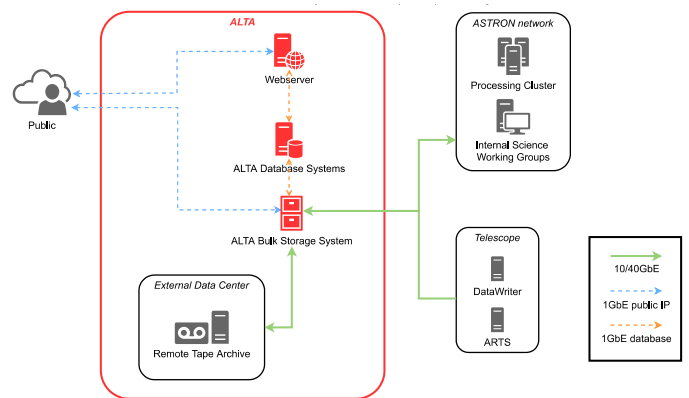 ALTA
Webserver
Public
ALTA Database Systems
ALTA Bulk Storage System
External Data Center
Remote Tape Archive
ASTRON network
Processing Cluster
Internal Science
Working Groups
Telescope
DataWriter
ARTS
10/40GbE
1GbE public IP
1GbE database